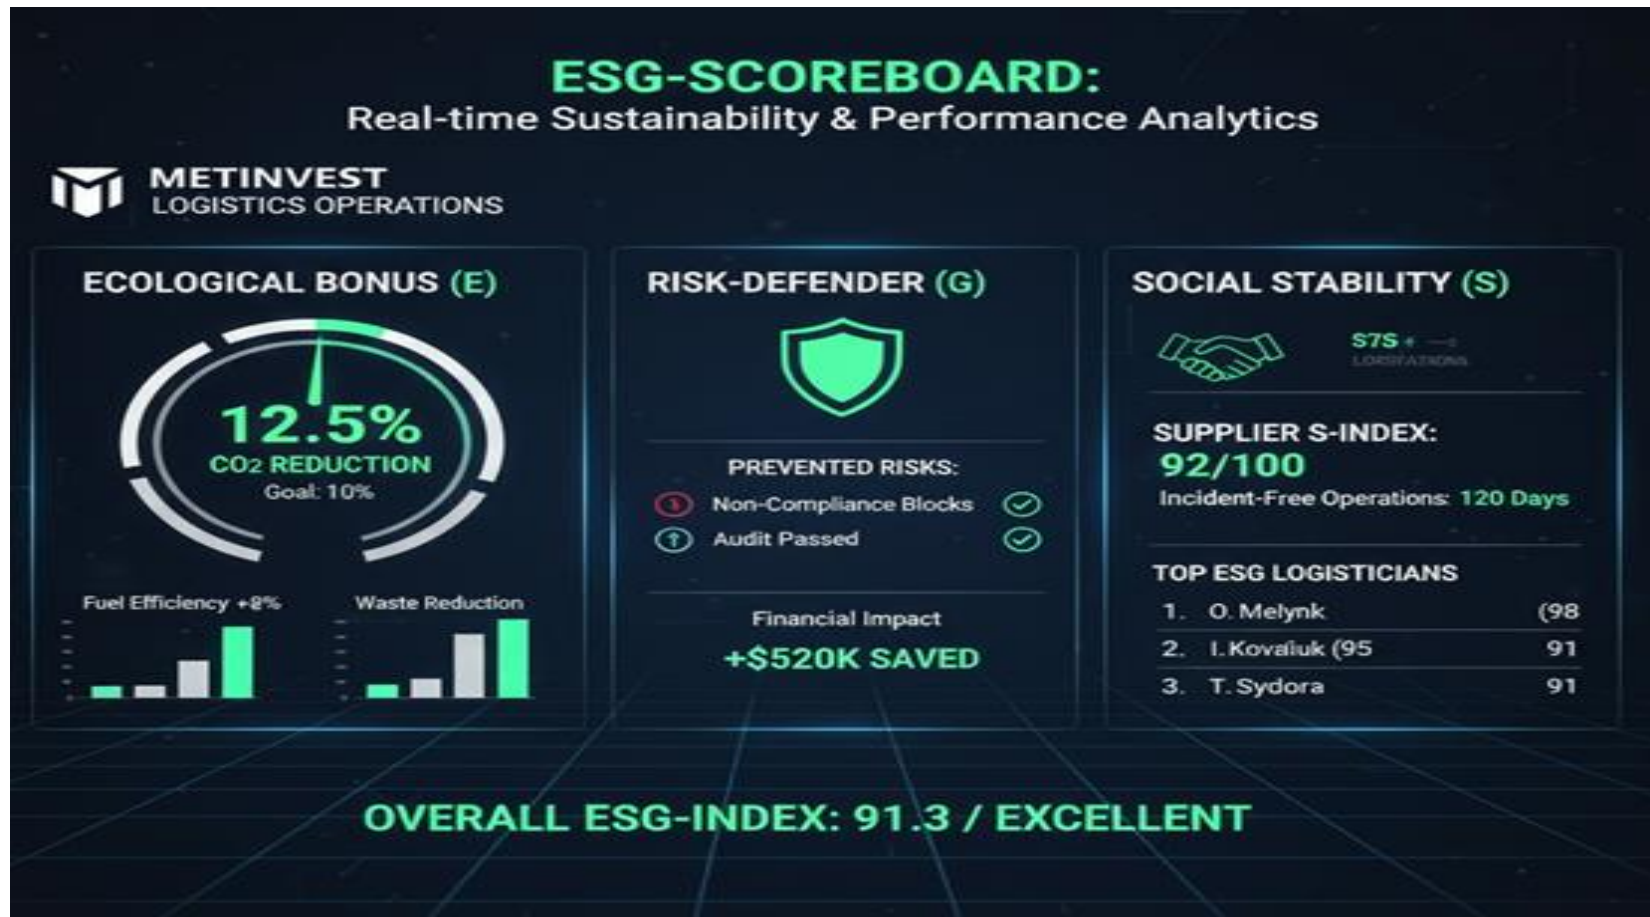 ESG-SCOREBOARD:
Real-time Sustainability & Performance Analytics
METINVEST
LOGISTICS OPERATIONS
ECOLOGICAL BONUS (E)
12.5%
CO2 REDUCTION
Goal: 10%
Fuel Efficiency +8%
Waste Reduction
RISK-DEFENDER (G)
PREVENTED RISKS:
Non-Compliance Blocks
Audit Passed
Financial Impact
+$520K SAVED
SOCIAL STABILITY (S)
S7S
SUPPLIER S-INDEX:
92/100
Incident-Free Operations: 120 Days
TOP ESG LOGISTICIANS
1. O. Melynk (98
2. I. Kovaliuk (95 91
3. T. Sydora 91
OVERALL ESG-INDEX: 91.3 / EXCELLENT